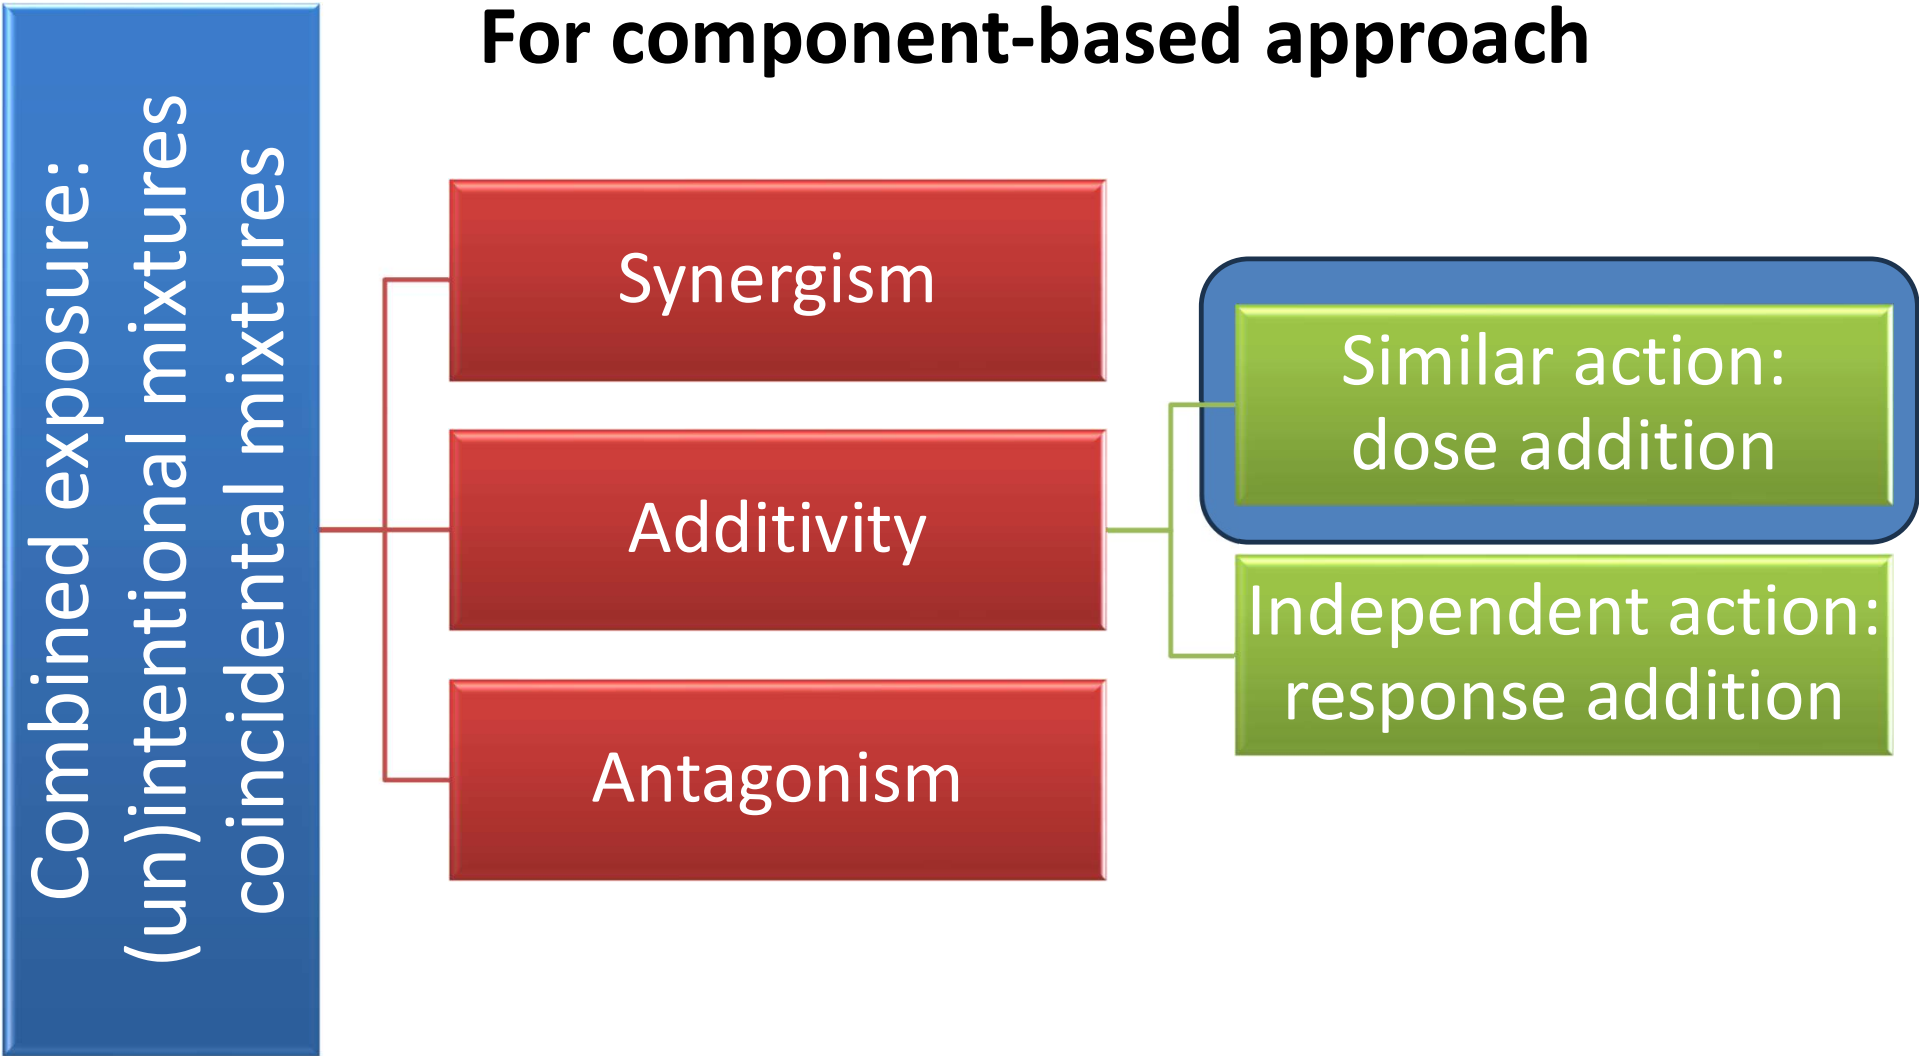 For component-based approach
Combined exposure:
(un)intentional mixtures
coincidental mixtures
Synergism
Additivity
Antagonism
Similar action:
dose addition
Independent action:
response addition